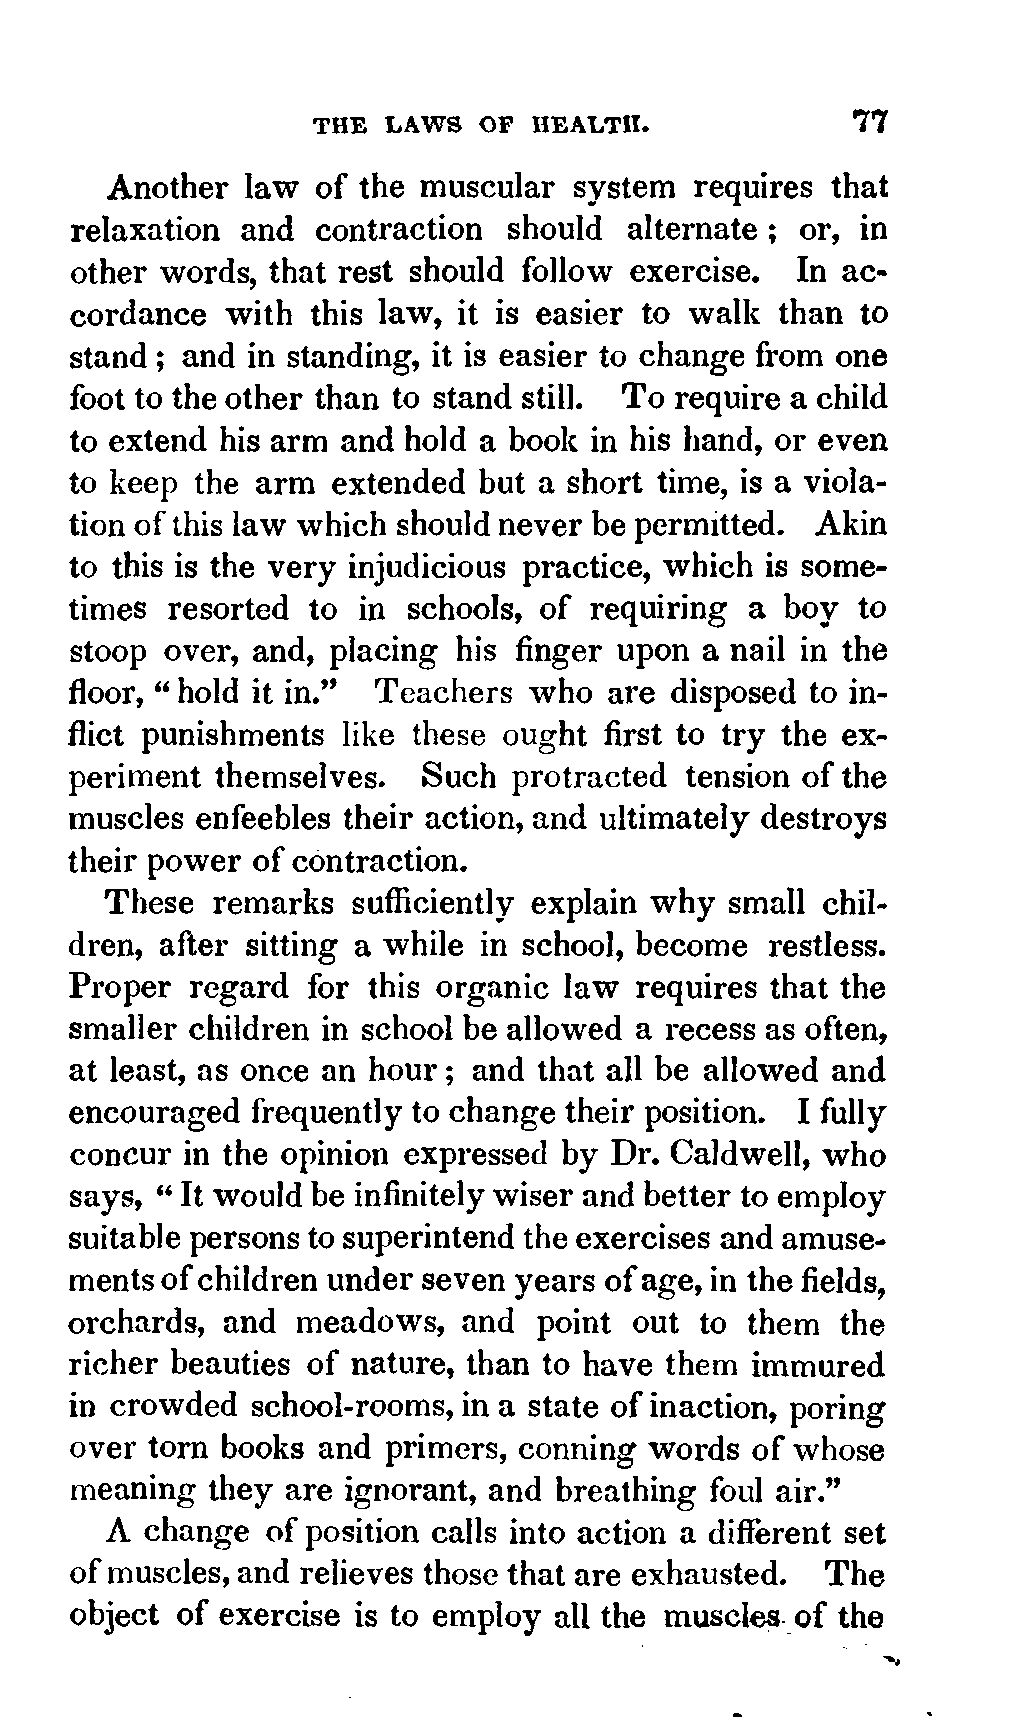 THE LAWS OF HEALTH. 77
Another law of the muscular system requires that
relaxation and contraction should alternate; or, in
other words, that rest should follow exercise. In ac-
cordance with this law, it is easier to walk than to
stand; and in standing, it is easier to change from one
foot to the other than to stand still. To require a child
to extend his arm and hold a book in his hand, or even
to keep the arm extended but a short time, is a viola-
tion of this law which should never be permitted. Akin
to this is the very injudicious practice, which is some-
times resorted to in schools, of requiring a boy to
stoop over, and, placing his finger upon a nail in the
floor, "hold it in." Teachers who are disposed to in-
flict punishments like these ought first to try the ex-
periment themselves. Such protracted tension of the
muscles enfeebles their action, and ultimately destroys
their power of contraction.
These remarks sufficiently explain why small chil-
dren, after sitting a while in school, become restless.
Proper regard for this organic law requires that the
smaller children in school be allowed a recess as often,
at least, as once an hour; and that all be allowed and
encouraged frequently to change their position. I fully
concur in the opinion expressed by Dr. Caldwell, who
says, "It would be infinitely wiser and better to employ
suitable persons to superintend the exercises and amuse-
ments of children under seven years of age, in the fields,
orchards, and meadows, and point out to them the
richer beauties of nature, than to have them immured
in crowded school-rooms, in a state of inaction, poring
over torn books and primers, conning words of whose
meaning they are ignorant, and breathing foul air."
A change of position calls into action a different set
of muscles, and relieves those that are exhausted. The
object of exercise is to employ all the muscles of the